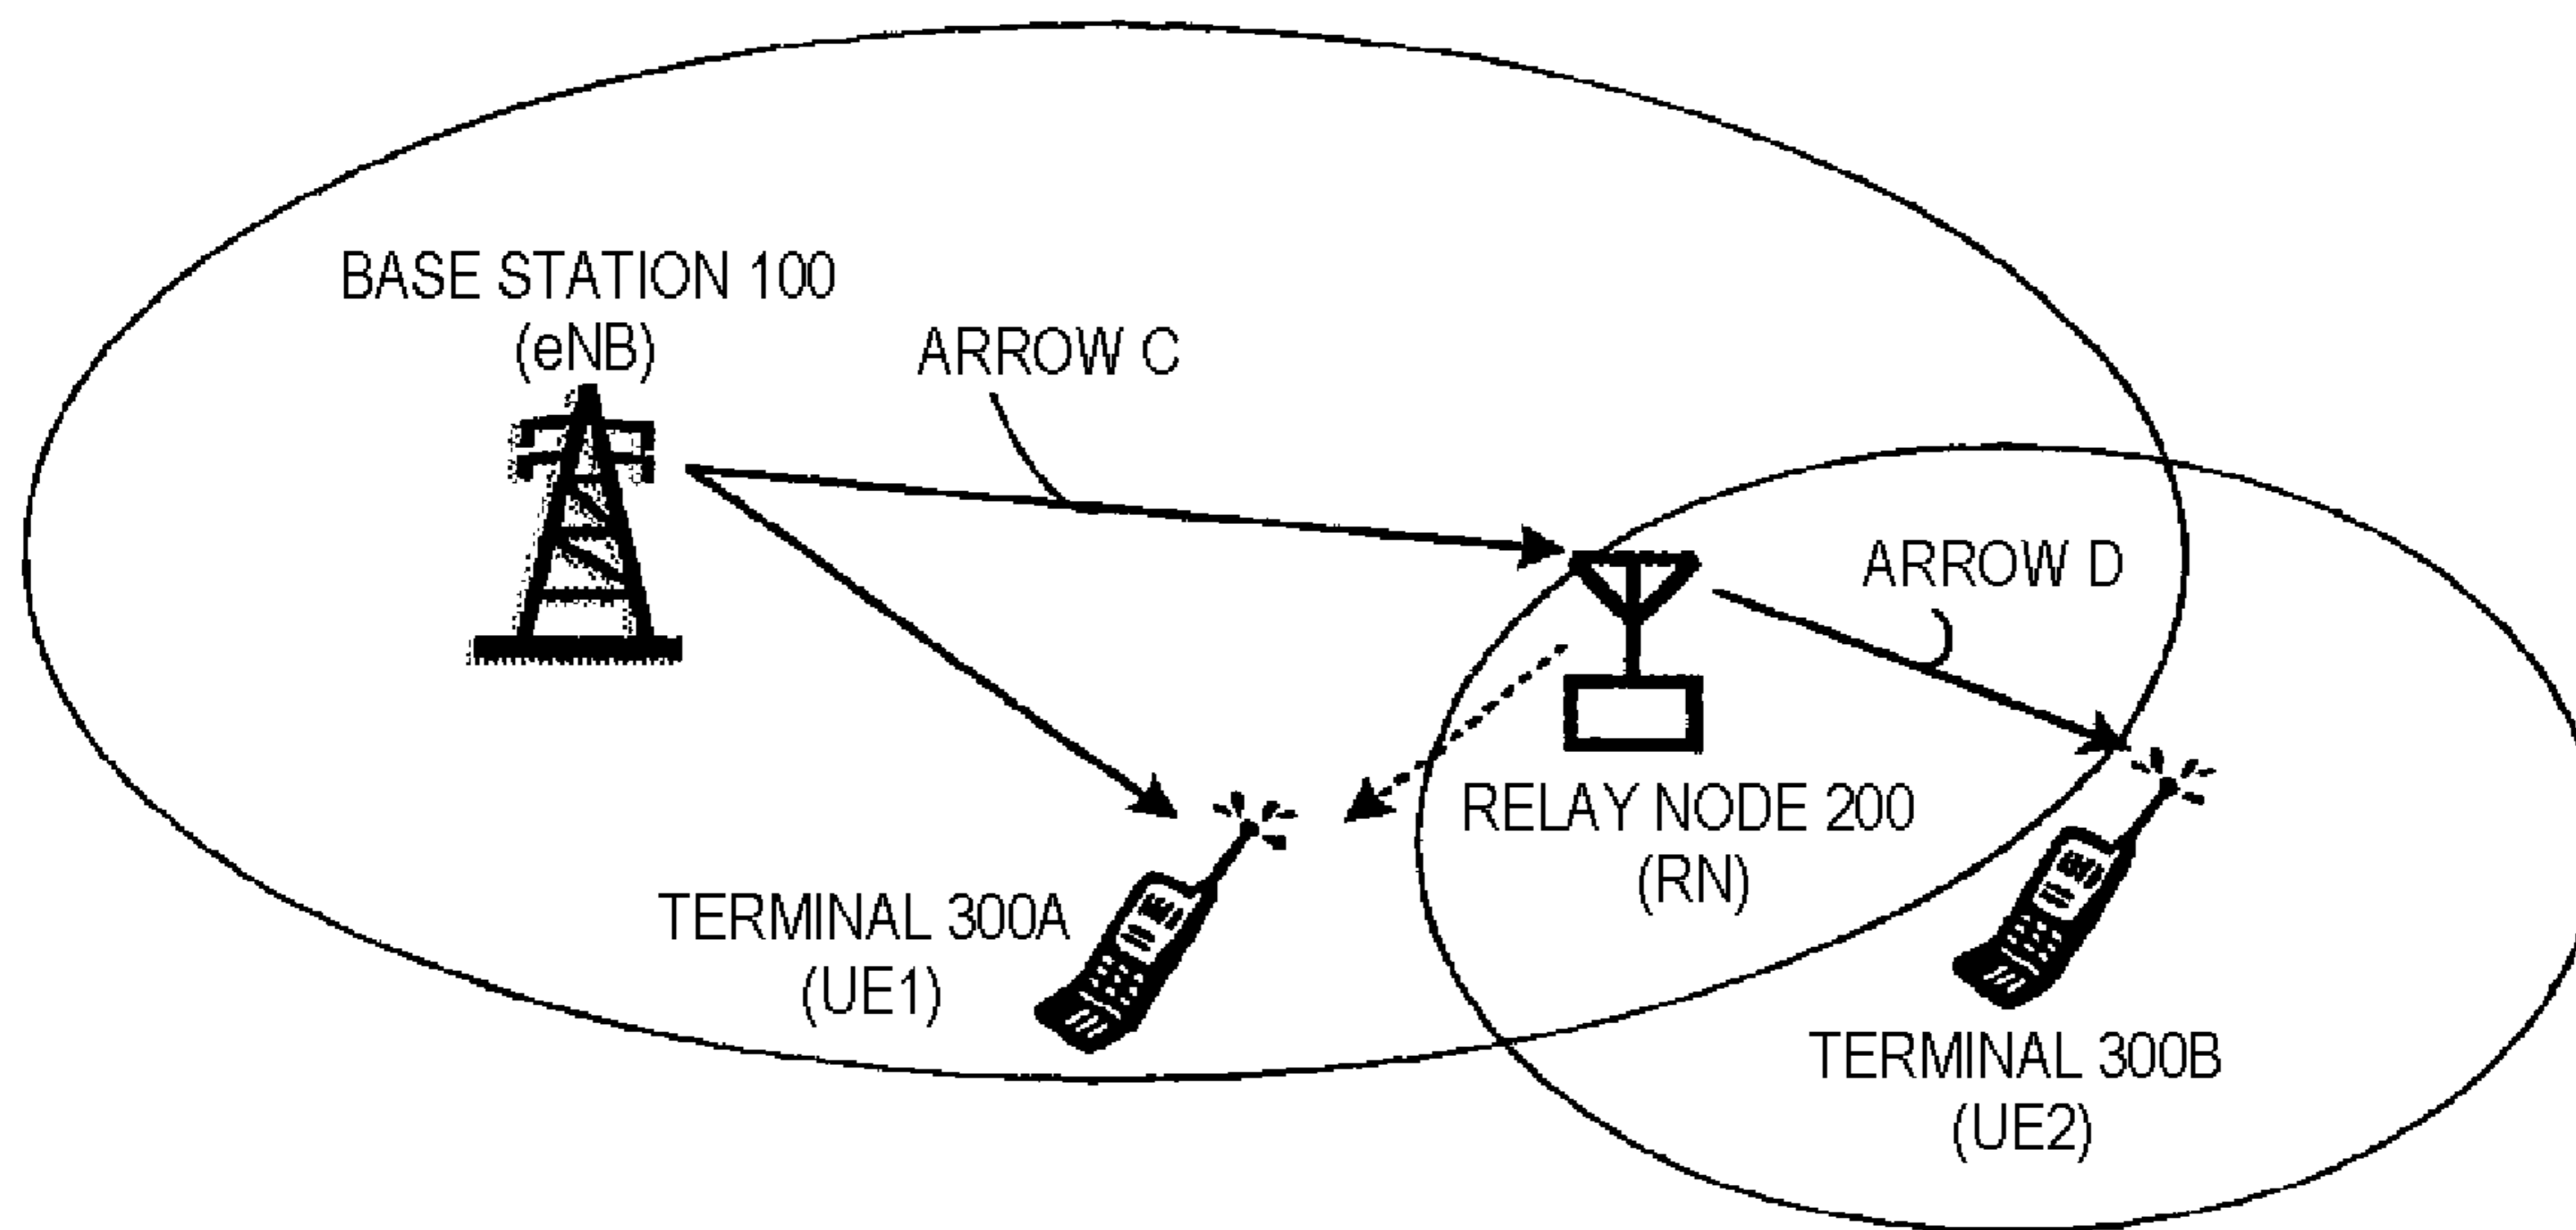 BASE STATION 100
(eNB)
ARROW C
ARROW D
RELAY NODE 200
(RN)
TERMINAL 300A
(UE1)
TERMINAL 300B
(UE2)